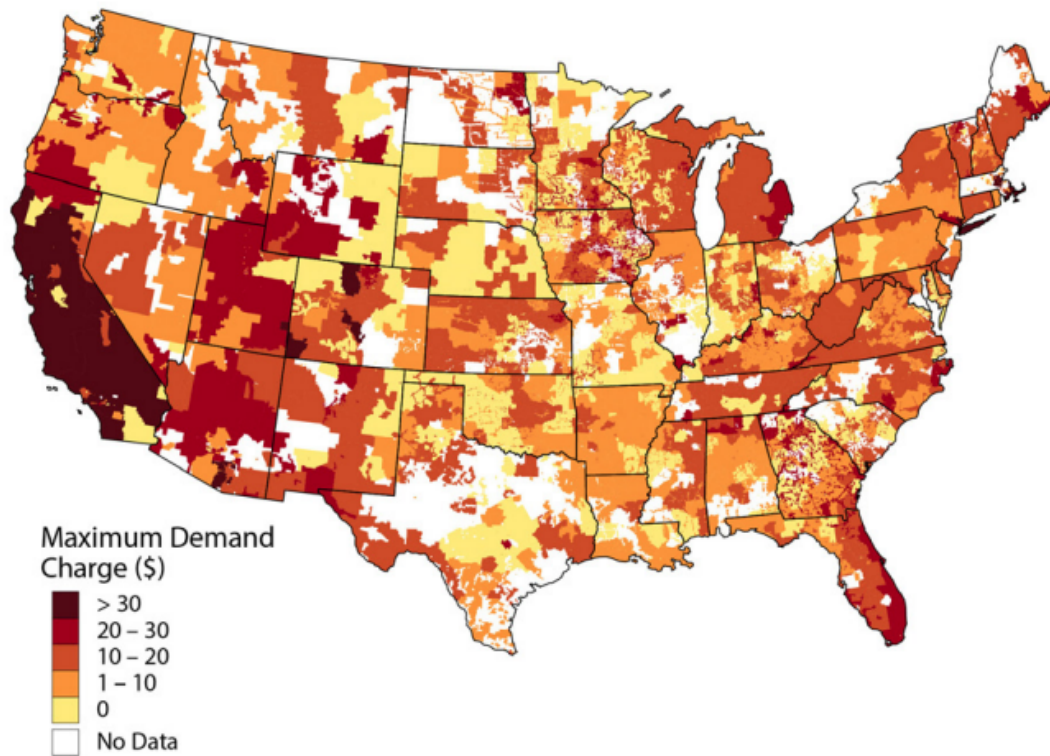 Maximum Demand
Charge ($)
> 30
20 – 30
10 – 20
1 – 10
0
No Data